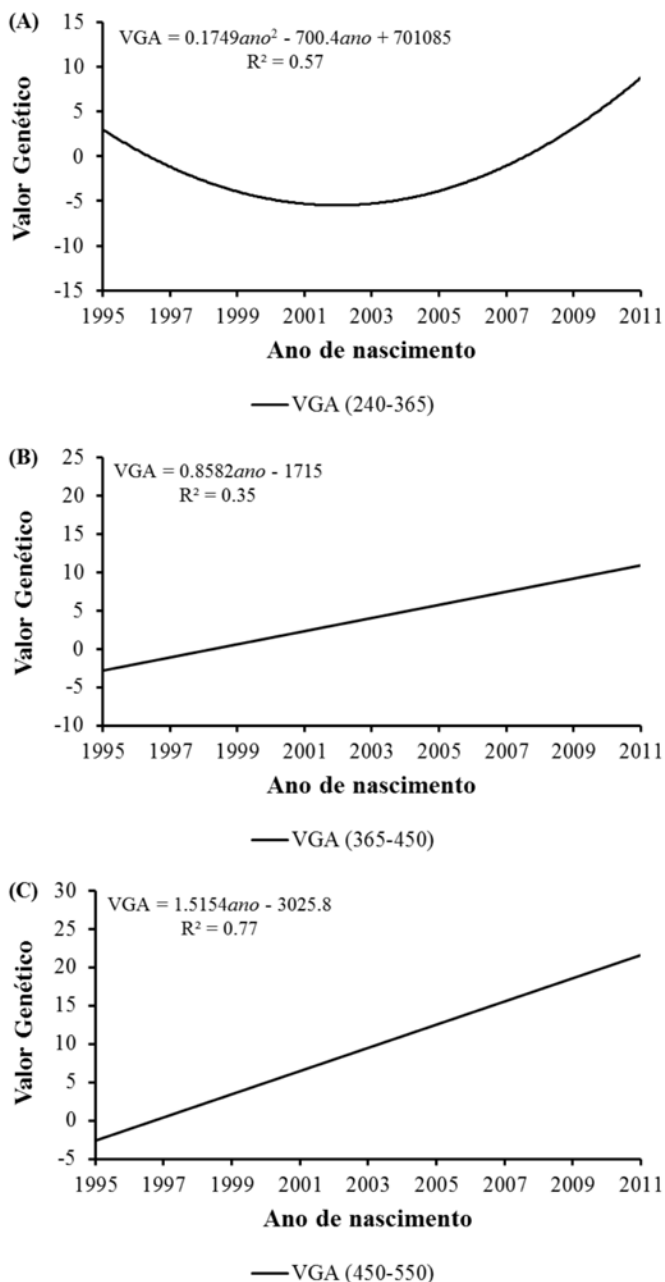 (A)
VGA = 0.1749ano² - 700.4ano + 701085
R² = 0.57
Valor Genético
15
10
5
0
-5
-10
-15
1995 1997 1999 2001 2003 2005 2007 2009 2011
Ano de nascimento
VGA (240-365)
(B)
VGA = 0.8582ano - 1715
R² = 0.35
Valor Genético
25
20
15
10
5
0
-5
-10
1995 1997 1999 2001 2003 2005 2007 2009 2011
Ano de nascimento
VGA (365-450)
(C)
VGA = 1.5154ano - 3025.8
R² = 0.77
Valor Genético
30
25
20
15
10
5
0
-5
1995 1997 1999 2001 2003 2005 2007 2009 2011
Ano de nascimento
VGA (450-550)